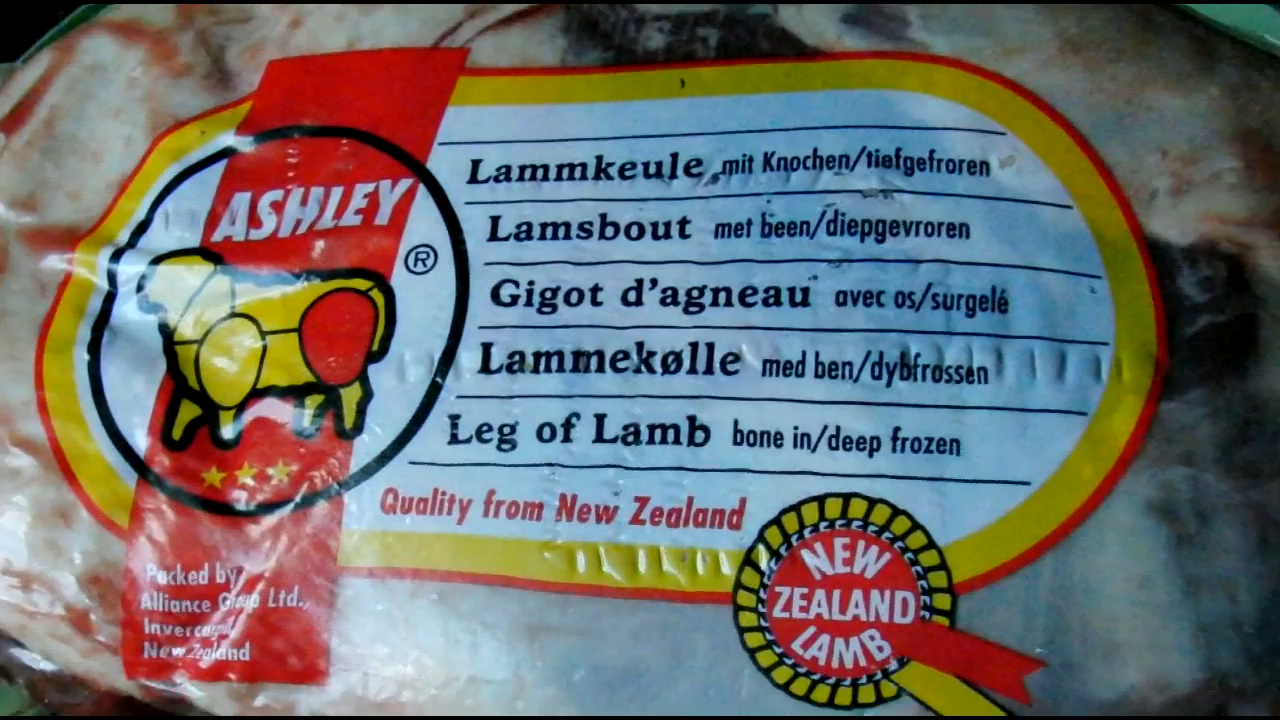 ASHLEY
®
Lammkeule mit Knochen/tiefgefroren
Lamsbout met been/diepgevroren
Gigot d'agneau avec os/surgelé
Lammekølle med ben/dybfrossen
Leg of Lamb bone in/deep frozen
Quality from New Zealand
Packed by
Alliance Group Ltd.,
New Zealand
NEW
ZEALAND
LAMB